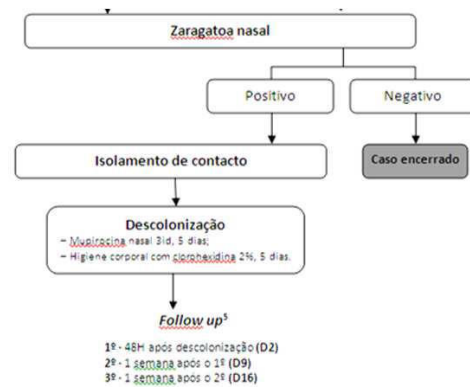 Zaragatoa nasal
Positivo
Negativo
Isolamento de contacto
Caso encerrado
Descolonização
– Mupirocina nasal 3id, 5 dias;
– Higiene corporal com clorohexidina 2%, 5 dias.
Follow up⁵
1º - 48H após descolonização (D2)
2º - 1 semana após o 1º (D9)
3º - 1 semana após o 2º (D16)